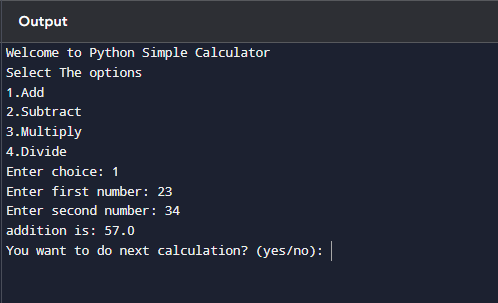 Output
Welcome to Python Simple Calculator
Select The options
1.Add
2.Subtract
3.Multiply
4.Divide
Enter choice: 1
Enter first number: 23
Enter second number: 34
addition is: 57.0
You want to do next calculation? (yes/no):